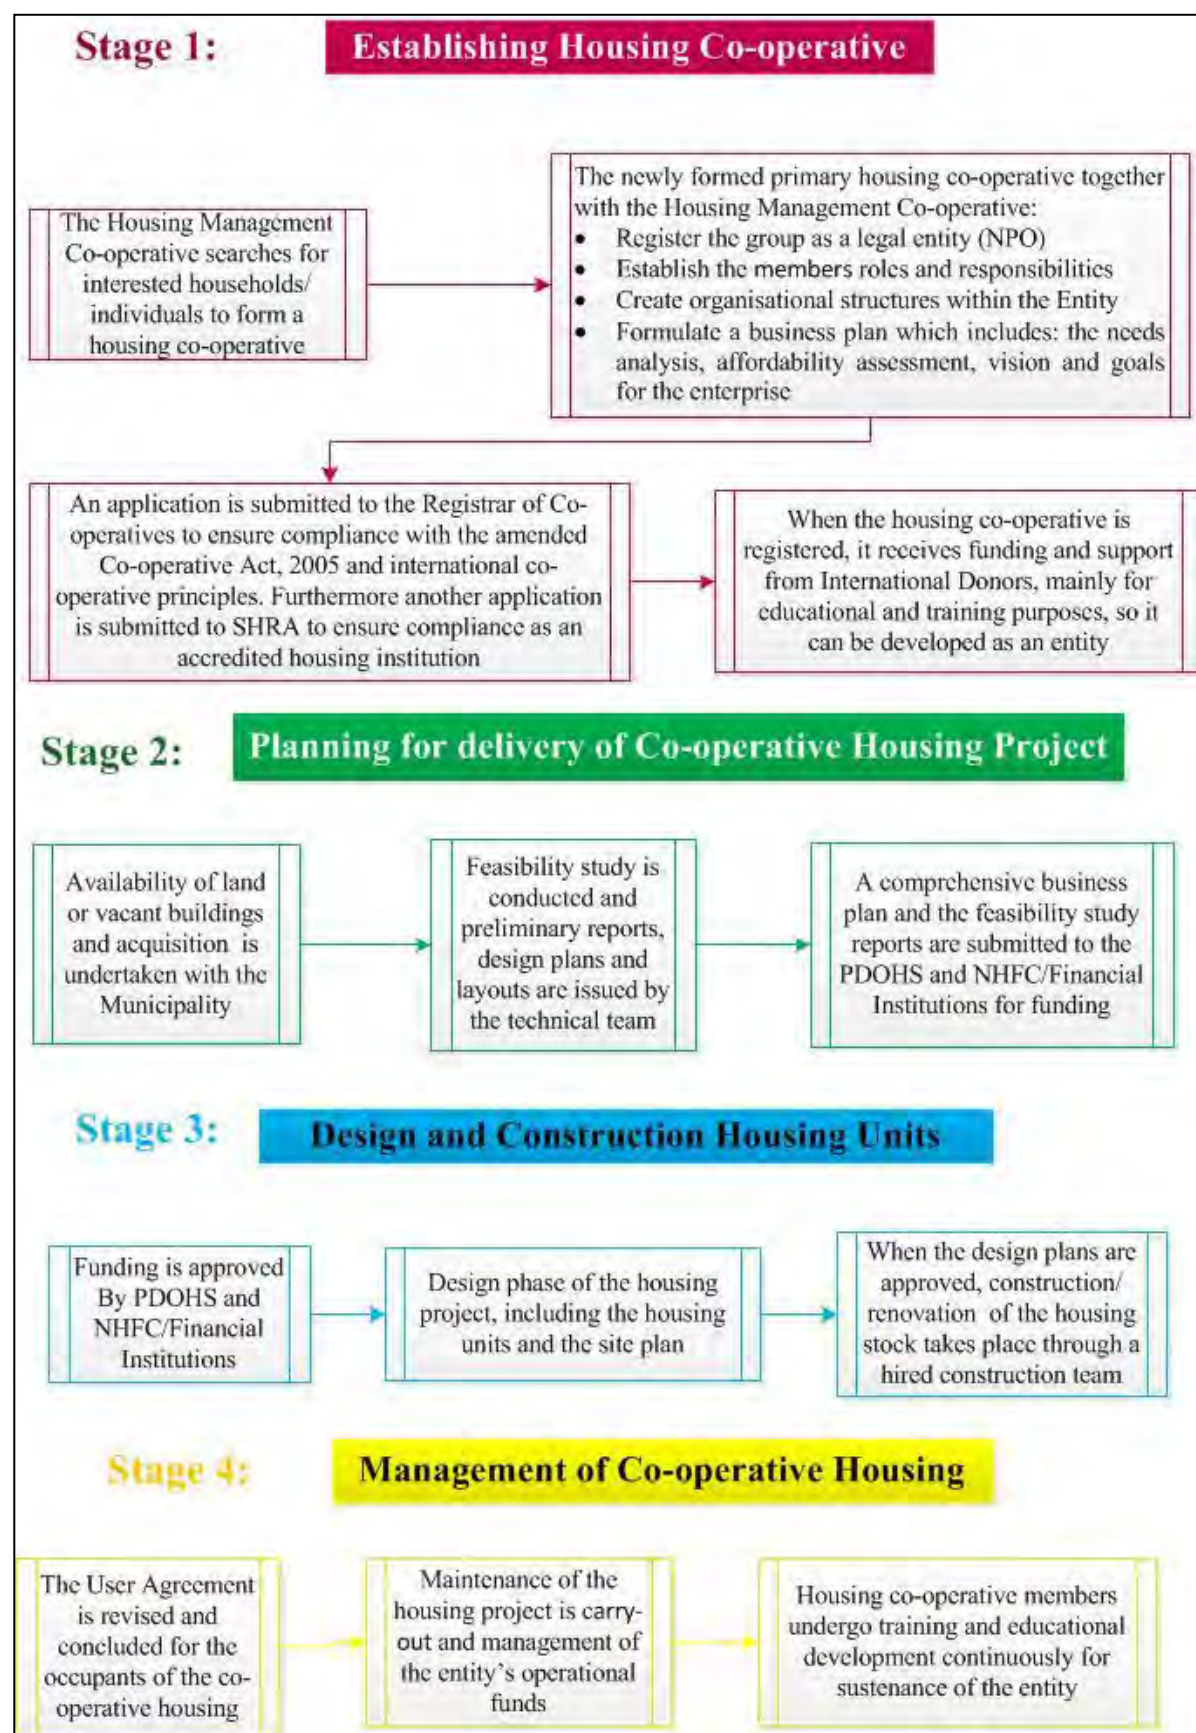 Stage 1:
Establishing Housing Co-operative
The Housing Management
Co-operative searches for
interested households/
individuals to form a
housing co-operative
The newly formed primary housing co-operative together
with the Housing Management Co-operative:
• Register the group as a legal entity (NPO)
• Establish the members roles and responsibilities
• Create organisational structures within the Entity
• Formulate a business plan which includes: the needs
analysis, affordability assessment, vision and goals
for the enterprise
An application is submitted to the Registrar of Co-
operatives to ensure compliance with the amended
Co-operative Act, 2005 and international co-
operative principles. Furthermore another application
is submitted to SHRA to ensure compliance as an
accredited housing institution
When the housing co-operative is
registered, it receives funding and support
from International Donors, mainly for
educational and training purposes, so it
can be developed as an entity
Stage 2:
Planning for delivery of Co-operative Housing Project
Availability of land
or vacant buildings
and acquisition is
undertaken with the
Municipality
Feasibility study is
conducted and
preliminary reports,
design plans and
layouts are issued by
the technical team
A comprehensive business
plan and the feasibility study
reports are submitted to the
PDOHS and NHFC/Financial
Institutions for funding
Stage 3:
Design and Construction Housing Units
Funding is approved
By PDOHS and
NHFC/Financial
Institutions
Design phase of the housing
project, including the housing
units and the site plan
When the design plans are
approved, construction/
renovation of the housing
stock takes place through a
hired construction team
Stage 4:
Management of Co-operative Housing
The User Agreement
is revised and
concluded for the
occupants of the co-
operative housing
Maintenance of the
housing project is carry-
out and management of
the entity's operational
funds
Housing co-operative members
undergo training and educational
development continuously for
sustenance of the entity